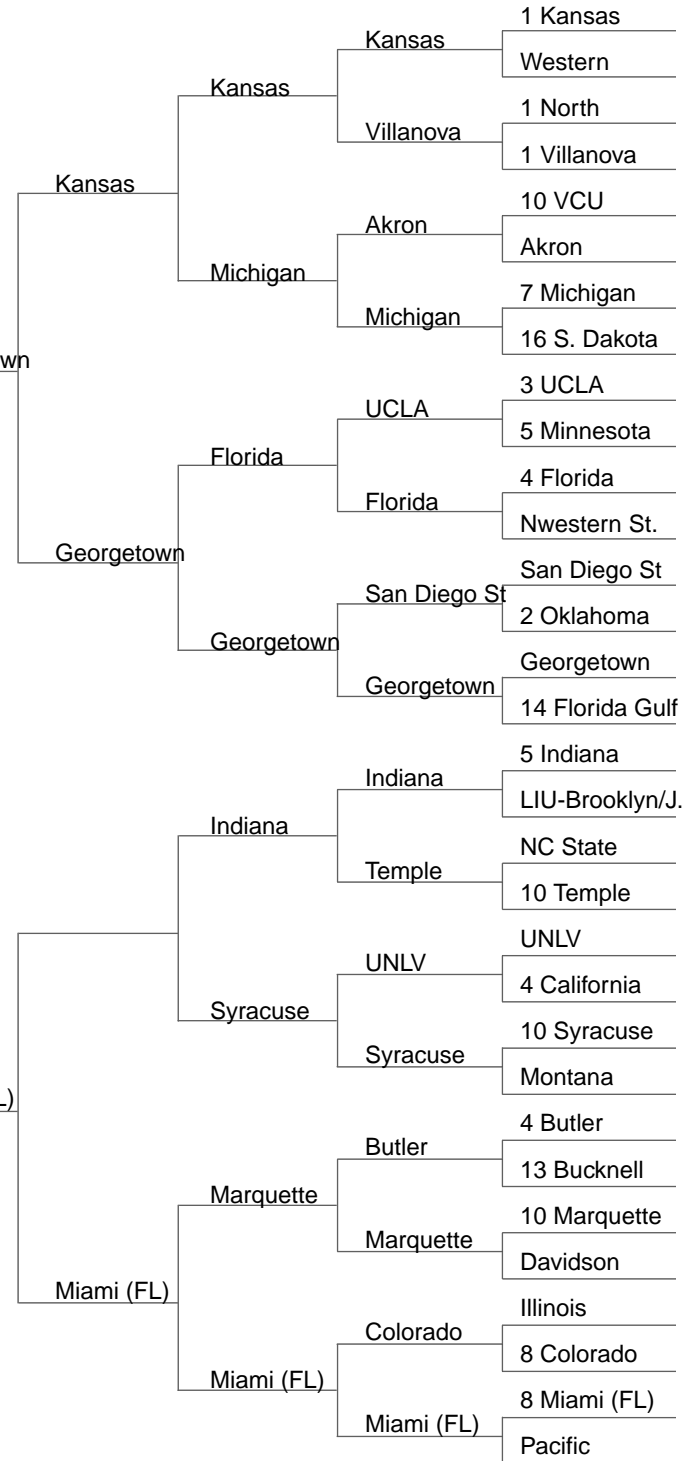 1 Kansas
Kansas
Western
Kansas
1 North
Villanova
1 Villanova
Kansas
10 VCU
Akron
Akron
Michigan
7 Michigan
Michigan
16 S. Dakota
wn
3 UCLA
UCLA
5 Minnesota
Florida
4 Florida
Florida
Nwestern St.
Georgetown
San Diego St
San Diego St
2 Oklahoma
Georgetown
Georgetown
Georgetown
14 Florida Gulf
5 Indiana
Indiana
LIU-Brooklyn/J.
Indiana
NC State
Temple
10 Temple
UNLV
UNLV
4 California
Syracuse
10 Syracuse
Syracuse
Montana
L)
4 Butler
Butler
13 Bucknell
Marquette
10 Marquette
Marquette
Davidson
Miami (FL)
Illinois
Colorado
8 Colorado
Miami (FL)
8 Miami (FL)
Miami (FL)
Pacific